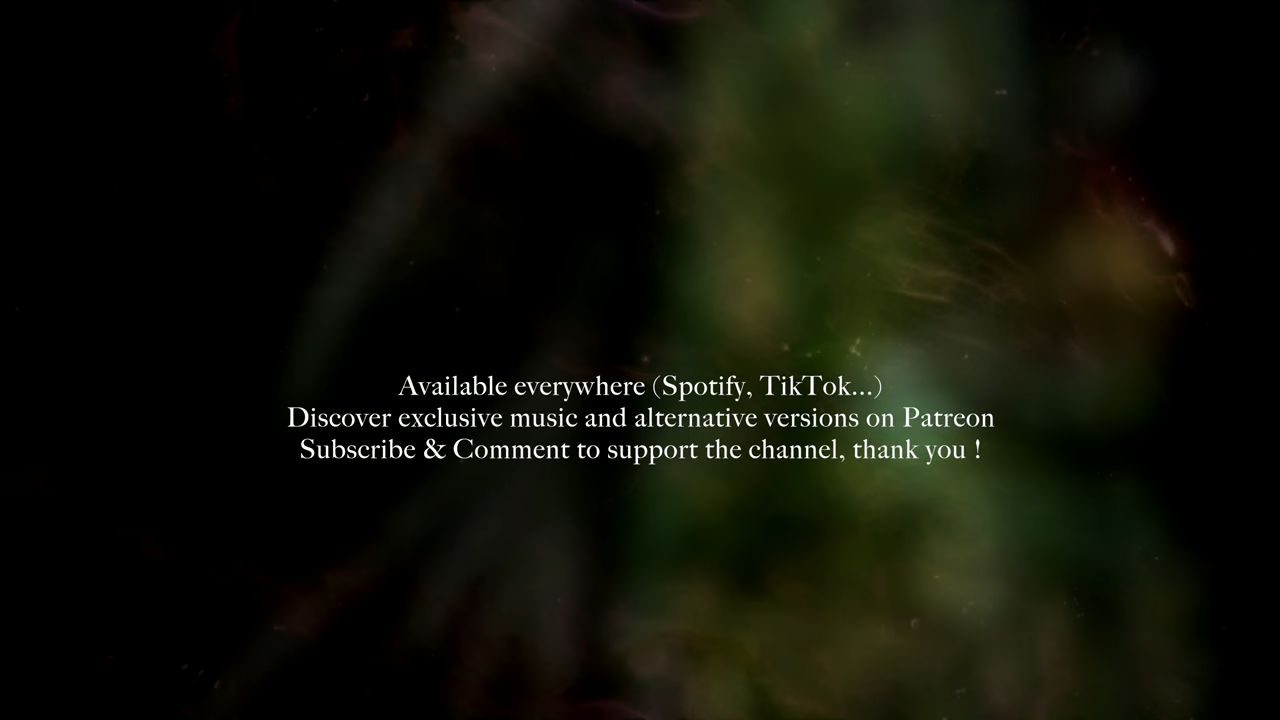 Available everywhere (Spotify, TikTok...)
Discover exclusive music and alternative versions on Patreon
Subscribe & Comment to support the channel, thank you !